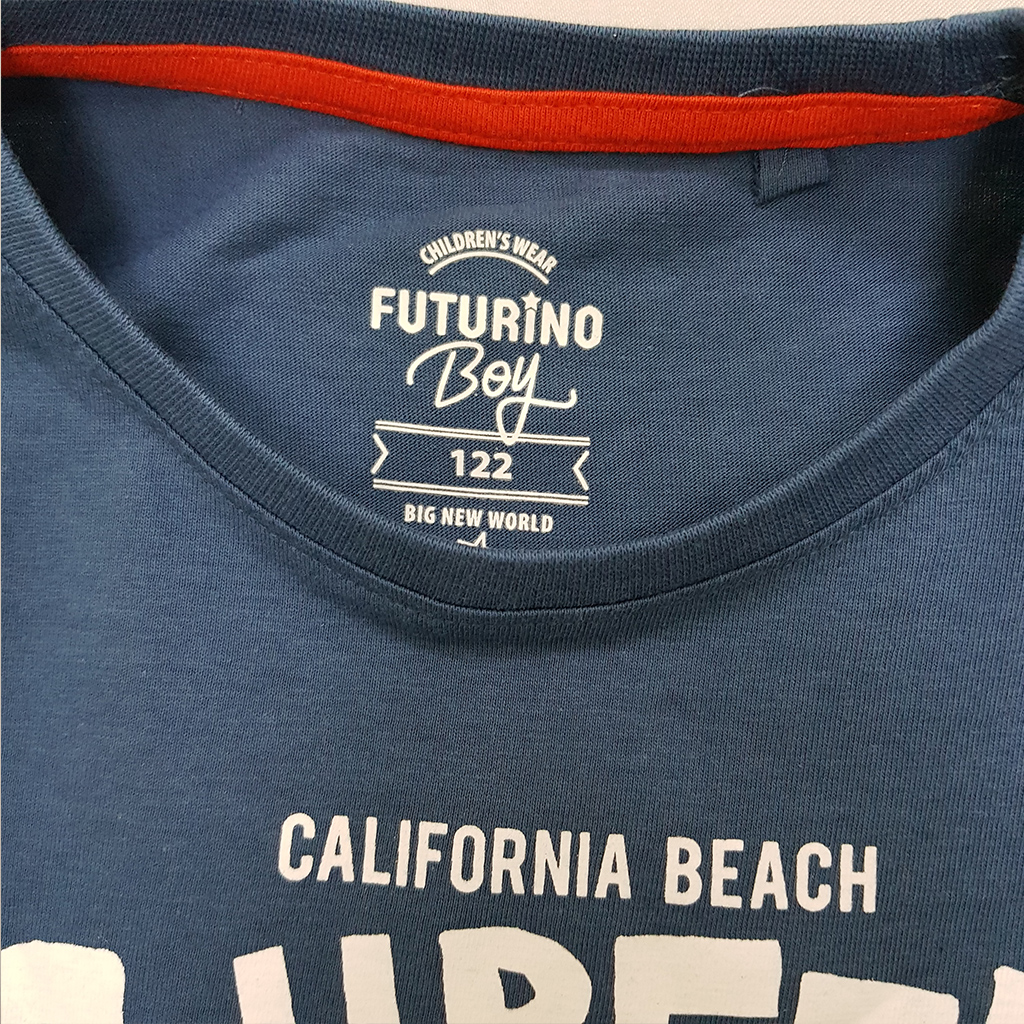 CHILDREN'S WEAR
FUTURINO
Boy
122
BIG NEW WORLD
CALIFORNIA BEACH